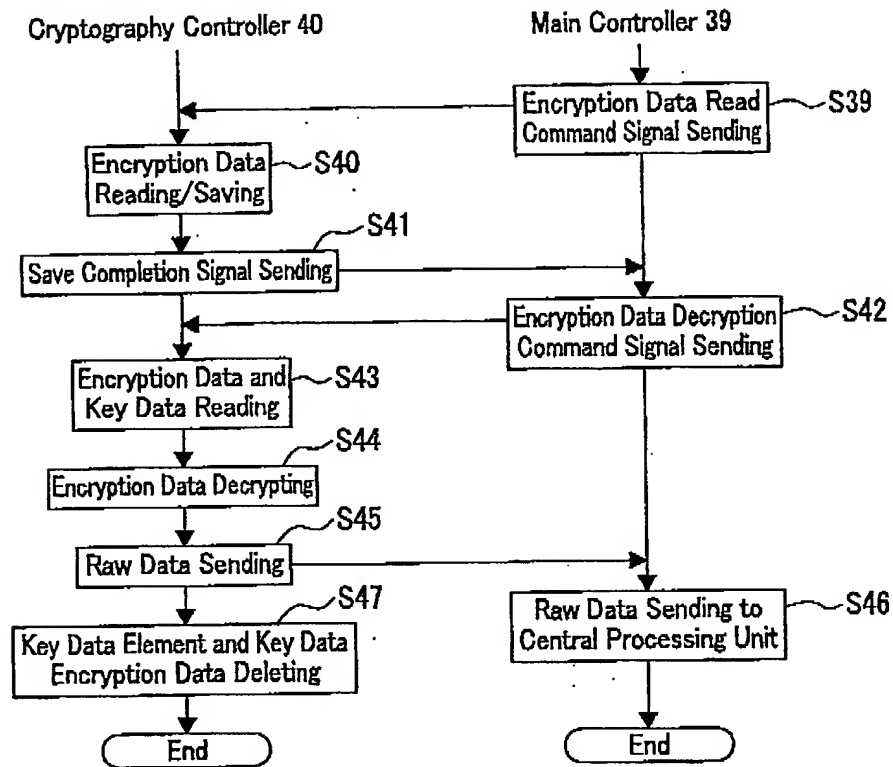 Cryptography Controller 40
Main Controller 39
Encryption Data Read
Command Signal Sending
S39
Encryption Data
Reading/Saving
S40
Save Completion Signal Sending
S41
Encryption Data Decryption
Command Signal Sending
S42
Encryption Data and
Key Data Reading
S43
Encryption Data Decrypting
S44
Raw Data Sending
S45
Raw Data Sending to
Central Processing Unit
S46
Key Data Element and Key Data
Encryption Data Deleting
S47
End
End